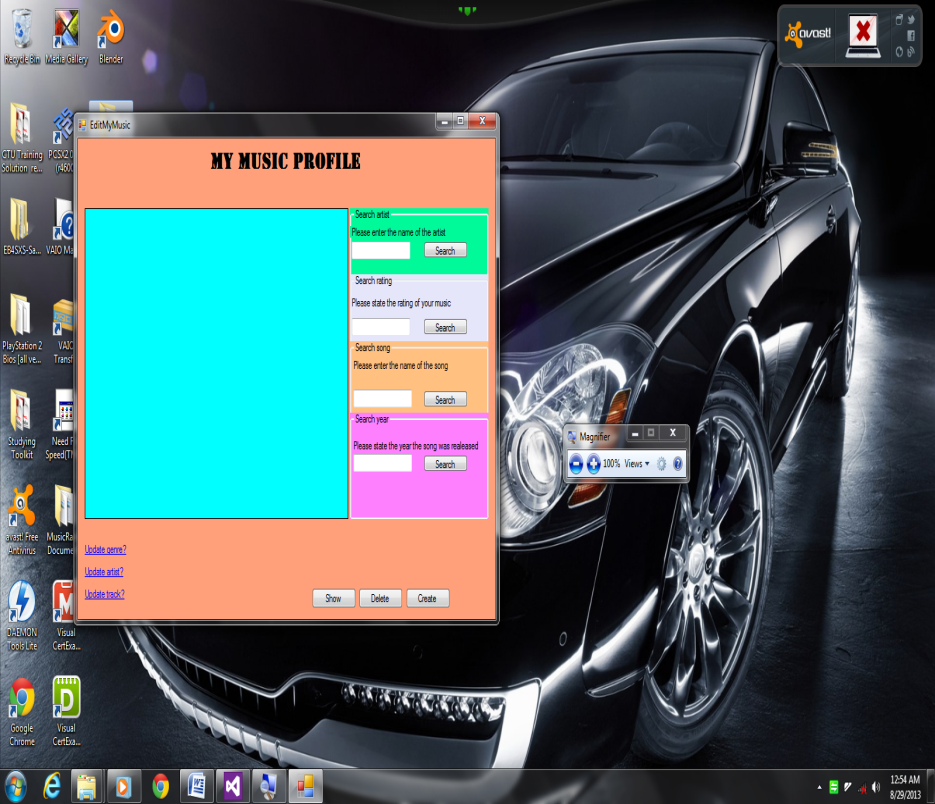 Recycle Bin
Media Gallery
Blender
CTU Training
Solution_re...
PCSX2
(r4600
EB4SXS-Sa...
VAIO Ma
PlayStation 2
Bios [all ve...
VAIO
Transf
Studying
Toolkit
Need F
Speed(TM
avast! Free
Antivirus
MusicRa
Docume
DAEMON
Tools Lite
Visual
CertExa...
Google
Chrome
Visual
CertExa...
avast!
EditMyMusic
MY MUSIC PROFILE
Search artist
Please enter the name of the artist
Search
Search rating
Please state the rating of your music
Search
Search song
Please enter the name of the song
Search
Search year
Please state the year the song was realeased
Search
Update genre?
Update artist?
Update track?
Show
Delete
Create
Magnifier
100%
Views
12:54 AM
8/29/2013